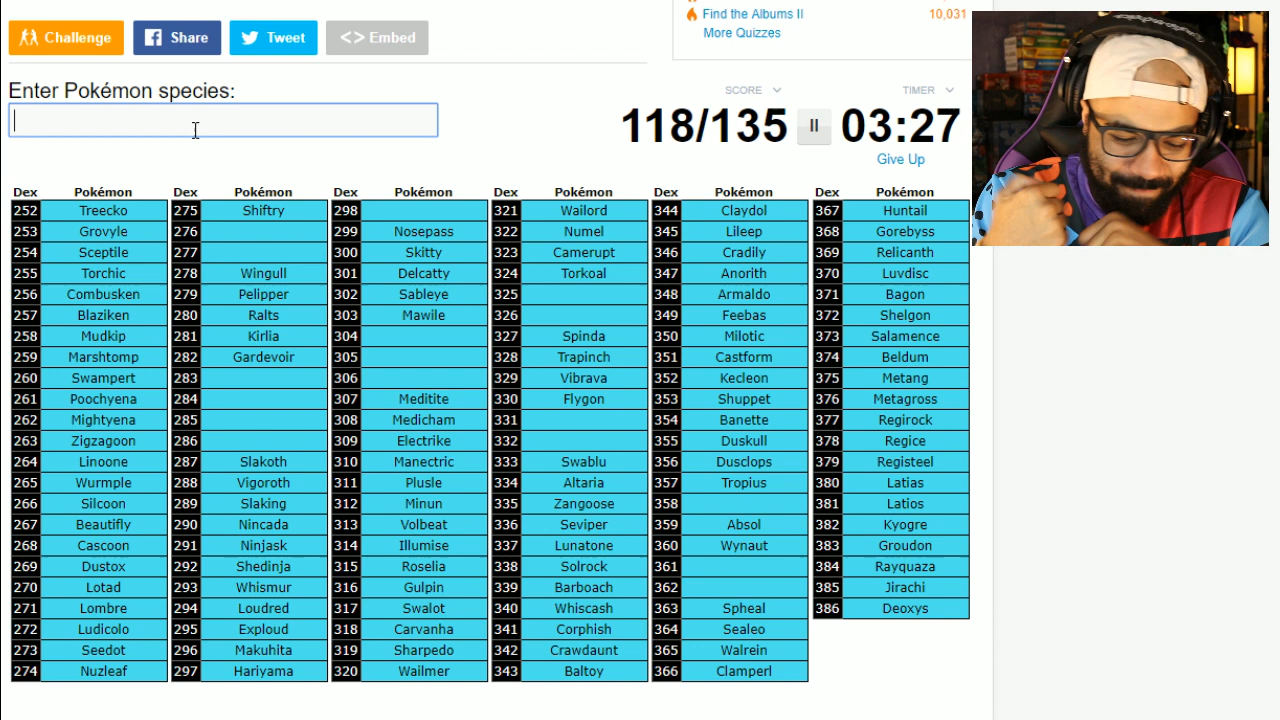 Challenge Share Tweet <> Embed
Find the Albums II 10,031
More Quizzes
Enter Pokémon species:
SCORE TIMER
118/135 03:27
Give Up
Dex Pokémon Dex Pokémon Dex Pokémon Dex Pokémon Dex Pokémon Dex Pokémon
252 Treecko 275 Shiftry 298 321 Wailord 344 Claydol 367 Huntail
253 Grovyle 276 299 Nosepass 322 Numel 345 Lileep 368 Gorebyss
254 Sceptile 277 300 Skitty 323 Camerupt 346 Cradily 369 Relicanth
255 Torchic 278 Wingull 301 Delcatty 324 Torkoal 347 Anorith 370 Luvdisc
256 Combusken 279 Pelipper 302 Sableye 325 348 Armaldo 371 Bagon
257 Blaziken 280 Ralts 303 Mawile 326 349 Feebas 372 Shelgon
258 Mudkip 281 Kirlia 304 327 Spinda 350 Milotic 373 Salamence
259 Marshtomp 282 Gardevoir 305 328 Trapinch 351 Castform 374 Beldum
260 Swampert 283 306 329 Vibrava 352 Kecleon 375 Metang
261 Poochyena 284 307 Meditite 330 Flygon 353 Shuppet 376 Metagross
262 Mightyena 285 308 Medicham 331 354 Banette 377 Regirock
263 Zigzagoon 286 309 Electrike 332 355 Duskull 378 Regice
264 Linoone 287 Slakoth 310 Manectric 333 Swablu 356 Dusclops 379 Registeel
265 Wurmple 288 Vigoroth 311 Plusle 334 Altaria 357 Tropius 380 Latias
266 Silcoon 289 Slaking 312 Minun 335 Zangoose 358 381 Latios
267 Beautifly 290 Nincada 313 Volbeat 336 Seviper 359 Absol 382 Kyogre
268 Cascoon 291 Ninjask 314 Illumise 337 Lunatone 360 Wynaut 383 Groudon
269 Dustox 292 Shedinja 315 Roselia 338 Solrock 361 384 Rayquaza
270 Lotad 293 Whismur 316 Gulpin 339 Barboach 362 385 Jirachi
271 Lombre 294 Loudred 317 Swalot 340 Whiscash 363 Spheal 386 Deoxys
272 Ludicolo 295 Exploud 318 Carvanha 341 Corphish 364 Sealeo
273 Seedot 296 Makuhita 319 Sharpedo 342 Crawdaunt 365 Walrein
274 Nuzleaf 297 Hariyama 320 Wailmer 343 Baltoy 366 Clamperl